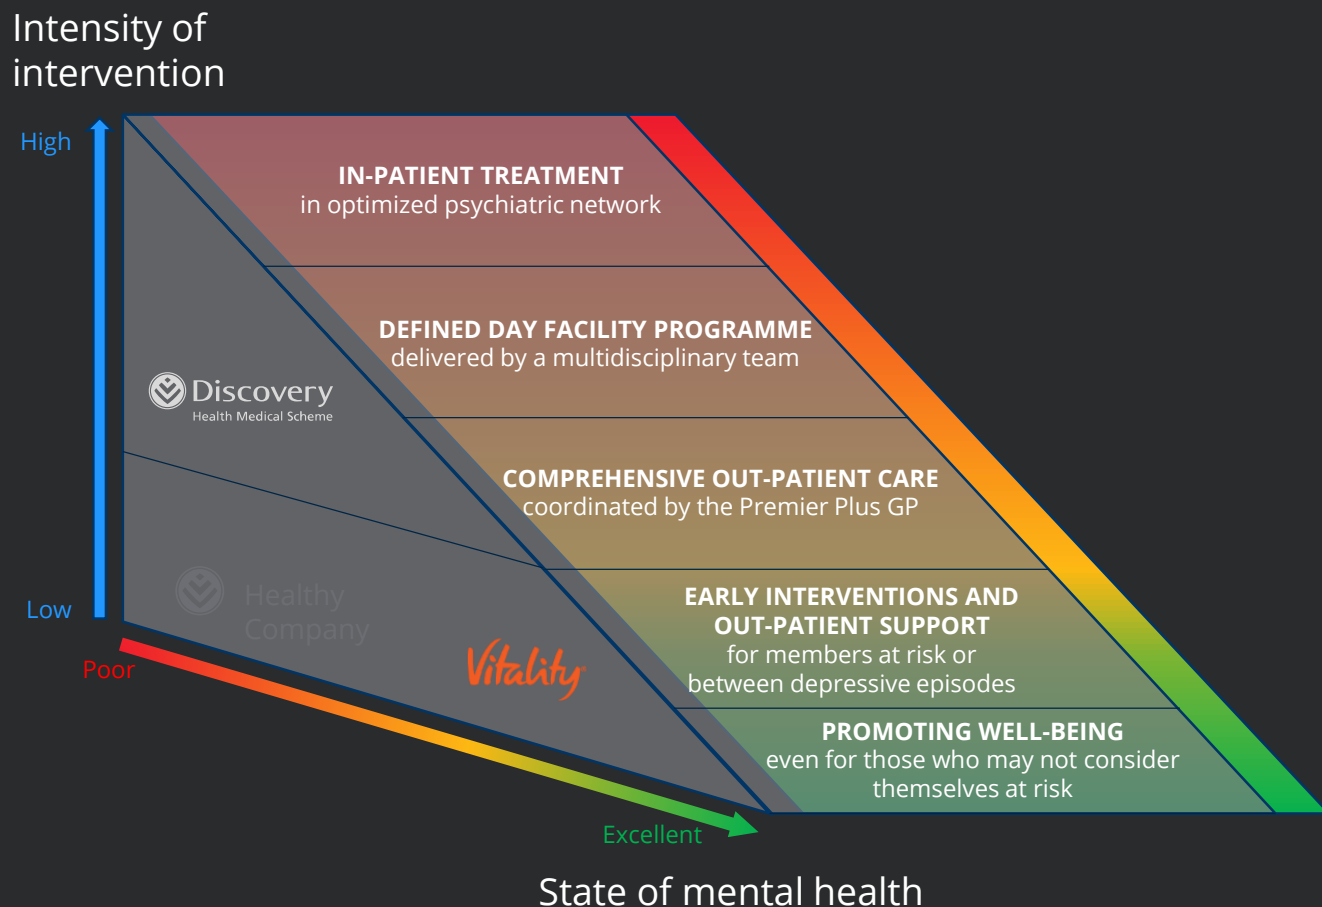 Intensity of
intervention
High
IN-PATIENT TREATMENT
in optimized psychiatric network
DEFINED DAY FACILITY PROGRAMME
delivered by a multidisciplinary team
Discovery
Health Medical Scheme
COMPREHENSIVE OUT-PATIENT CARE
coordinated by the Premier Plus GP
Low
Healthy
Company
Vitality
EARLY INTERVENTIONS AND
OUT-PATIENT SUPPORT
for members at risk or
between depressive episodes
Poor
PROMOTING WELL-BEING
even for those who may not consider
themselves at risk
Excellent
State of mental health